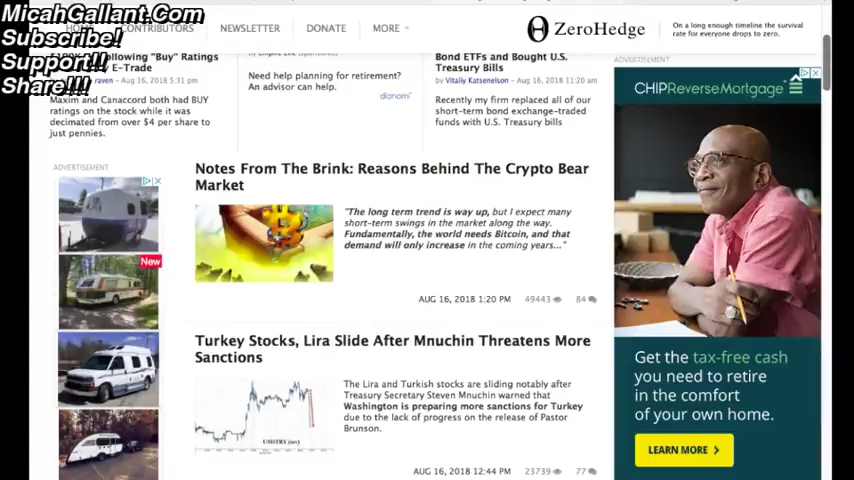 MicahGallant.Com
Subscribe!
Support!!
Share!!!
CONTRIBUTORS
NEWSLETTER
DONATE
MORE
ZeroHedge
On a long enough timeline the survival
rate for everyone drops to zero.
Following "Buy" Ratings
y E-Trade
raven - Aug 16, 2018 5:31 pm
Maxim and Canaccord both had BUY
ratings on the stock while it was
decimated from over $4 per share to
just pennies.
Need help planning for retirement?
An advisor can help.
dianomi
Bond ETFs and Bought U.S.
Treasury Bills
by Vitaliy Katsenelson - Aug 16, 2018 11:20 am
Recently my firm replaced all of our
short-term bond exchange-traded
funds with U.S. Treasury bills
ADVERTISEMENT
New
Notes From The Brink: Reasons Behind The Crypto Bear
Market
"The long term trend is way up, but I expect many
short-term swings in the market along the way.
Fundamentally, the world needs Bitcoin, and that
demand will only increase in the coming years..."
AUG 16, 2018 1:20 PM 49443 84
Turkey Stocks, Lira Slide After Mnuchin Threatens More
Sanctions
USDTRY (inv)
The Lira and Turkish stocks are sliding notably after
Treasury Secretary Steven Mnuchin warned that
Washington is preparing more sanctions for Turkey
due to the lack of progress on the release of Pastor
Brunson.
AUG 16, 2018 12:44 PM 23739 77
ADVERTISEMENT
CHIP Reverse Mortgage
Get the tax-free cash
you need to retire
in the comfort
of your own home.
LEARN MORE